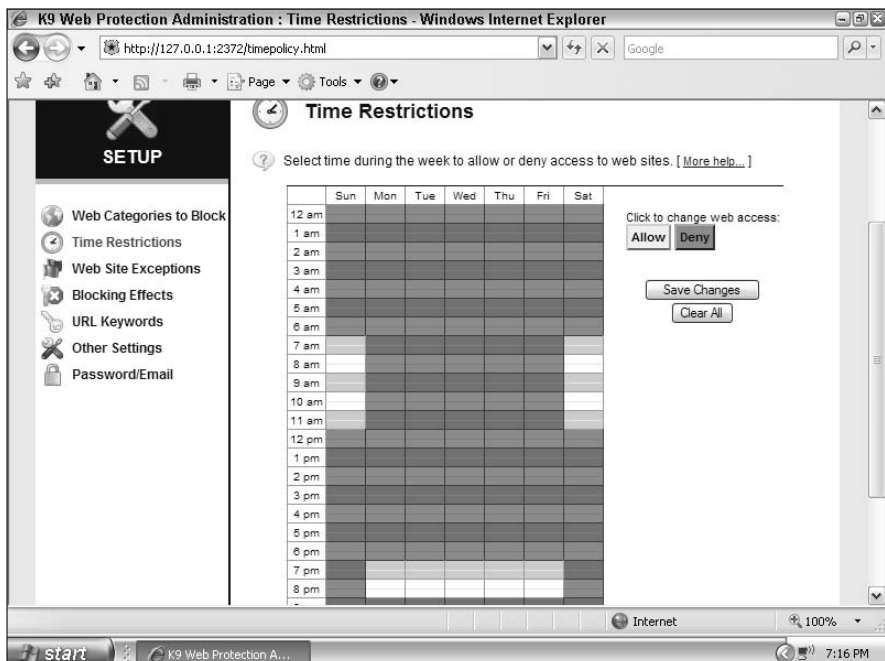 K9 Web Protection Administration : Time Restrictions - Windows Internet Explorer
http://127.0.0.1:2372/timepolicy.html
Google
Page
Tools
SETUP
Web Categories to Block
Time Restrictions
Web Site Exceptions
Blocking Effects
URL Keywords
Other Settings
Password/Email
Time Restrictions
Select time during the week to allow or deny access to web sites. [ More help... ]
Sun Mon Tue Wed Thu Fri Sat
12 am
1 am
2 am
3 am
4 am
5 am
6 am
7 am
8 am
9 am
10 am
11 am
12 pm
1 pm
2 pm
3 pm
4 pm
5 pm
6 pm
7 pm
8 pm
Click to change web access:
Allow Deny
Save Changes
Clear All
Internet
100%
start
K9 Web Protection A...
7:16 PM